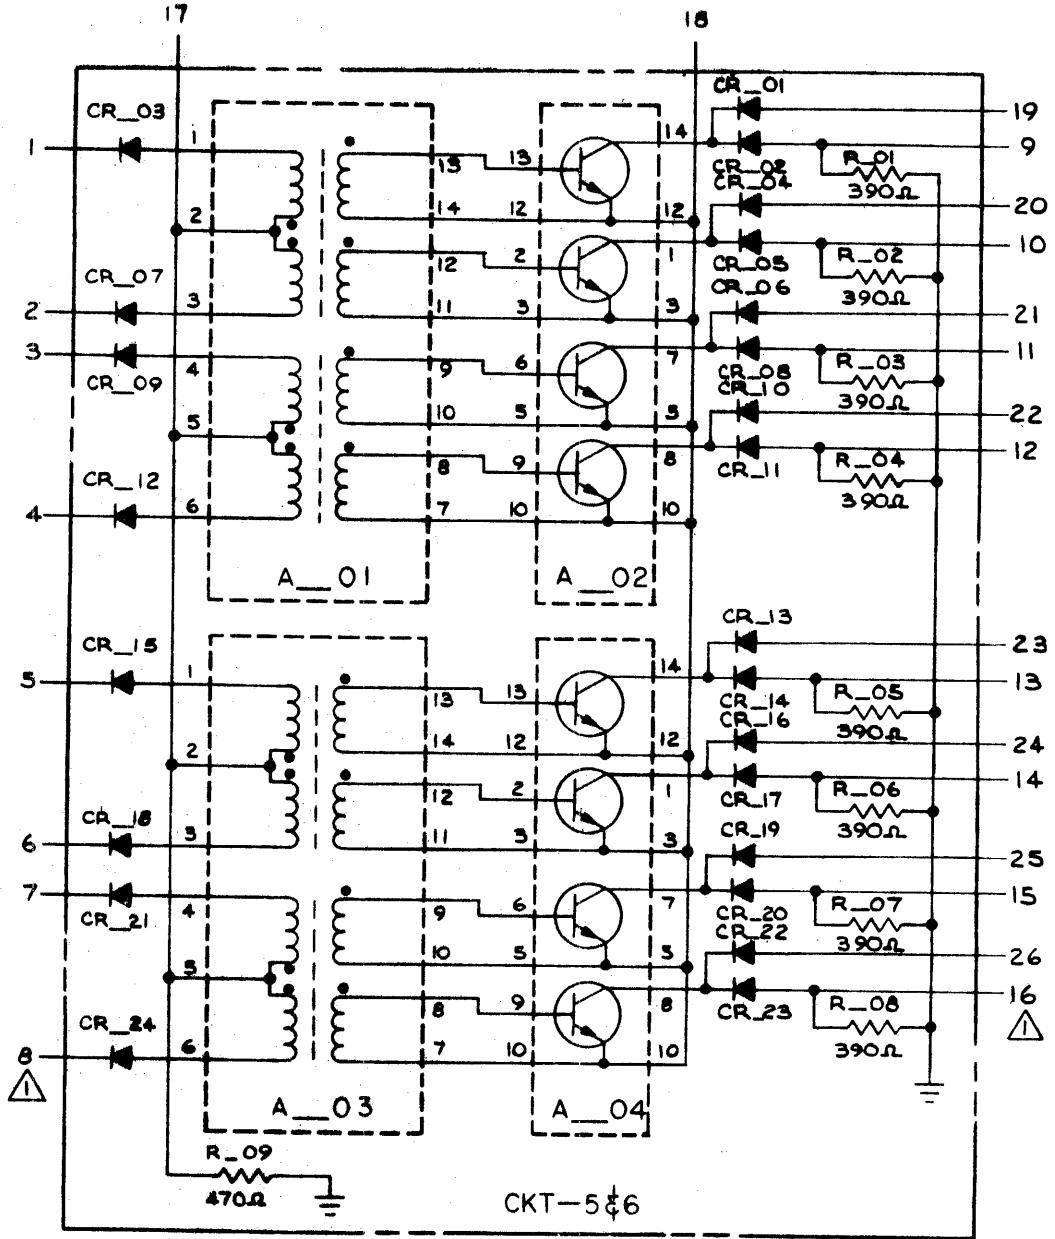 17 18
CR_01
CR_03 19
1 1 13 13 14 9
CR_02 R_01
CR_04 390Ω
2 14 12 12 20
12 2 1 10
CR_05 R_02
CR_07 CR_06 390Ω
2 3 11 3 3 21
3 4 9 6 7 11
CR_09 CR_08 R_03
CR_10 390Ω
5 10 5 5 22
8 9 8 12
CR_12 CR_11 R_04
390Ω
4 6 7 10 10
A__01 A__02
CR_13
CR_15 23
5 1 13 13 14 13
CR_14 R_05
CR_16 390Ω
2 14 12 12 24
12 2 1 14
CR_17 R_06
CR_18 CR_19 390Ω
6 3 11 3 3 25
7 4 9 6 7 15
CR_21 CR_20 R_07
CR_22 390Ω
5 10 5 5 26
8 9 8 16
CR_24 CR_23 R_08
390Ω
8 6 7 10 10
1 1
A__03 A__04
R_09
470Ω
CKT-5&6